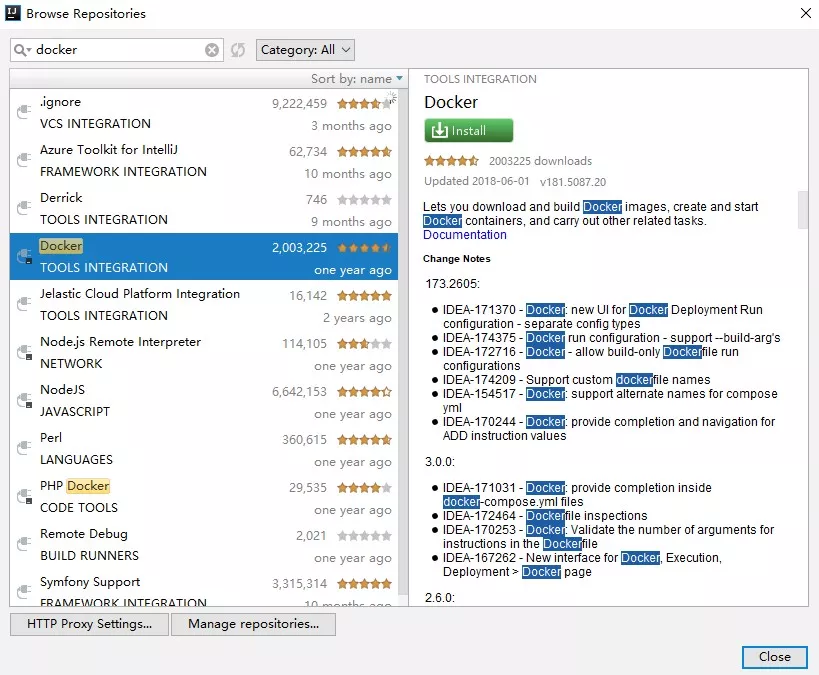 Browse Repositories
docker
Category: All
Sort by: name
.ignore 9,222,459
VCS INTEGRATION 3 months ago
Azure Toolkit for IntelliJ 62,734
FRAMEWORK INTEGRATION 10 months ago
Derrick 746
TOOLS INTEGRATION 9 months ago
Docker 2,003,225
TOOLS INTEGRATION one year ago
Jelastic Cloud Platform Integration 16,142
TOOLS INTEGRATION 2 years ago
Node.js Remote Interpreter 114,105
NETWORK one year ago
NodeJS 6,642,153
JAVASCRIPT one year ago
Perl 360,615
LANGUAGES one year ago
PHP Docker 29,535
CODE TOOLS one year ago
Remote Debug 2,021
BUILD RUNNERS one year ago
Symfony Support 3,315,314
FRAMEWORK INTEGRATION 10 months ago
TOOLS INTEGRATION
Docker
Install
2003225 downloads
Updated 2018-06-01 v181.5087.20
Lets you download and build Docker images, create and start
Docker containers, and carry out other related tasks.
Documentation
Change Notes
173.2605:
● IDEA-171370 - Docker: new UI for Docker Deployment Run
configuration - separate config types
● IDEA-174375 - Docker run configuration - support --build-arg's
● IDEA-172716 - Docker - allow build-only Dockerfile run
configurations
● IDEA-174209 - Support custom dockerfile names
● IDEA-154517 - Docker: support alternate names for compose
yml
● IDEA-170244 - Docker: provide completion and navigation for
ADD instruction values
3.0.0:
● IDEA-171031 - Docker: provide completion inside
docker-compose.yml files
● IDEA-172464 - Dockerfile inspections
● IDEA-170253 - Docker: Validate the number of arguments for
instructions in the Dockerfile
● IDEA-167262 - New interface for Docker, Execution,
Deployment > Docker page
2.6.0:
HTTP Proxy Settings...
Manage repositories...
Close